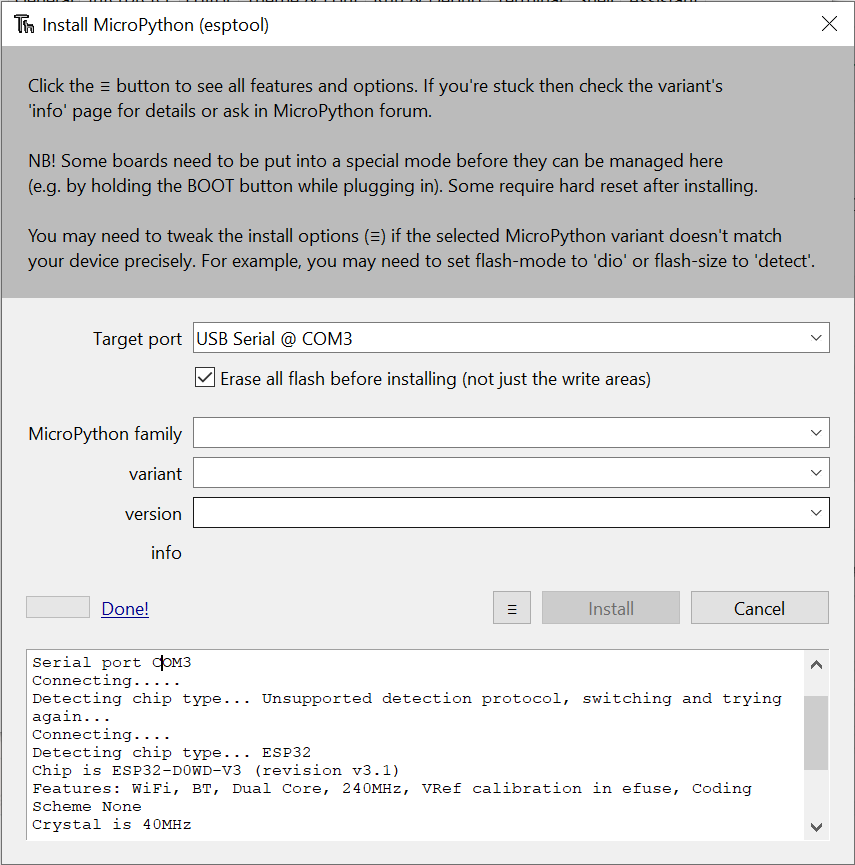 Install MicroPython (esptool)
Click the ≡ button to see all features and options. If you're stuck then check the variant's
'info' page for details or ask in MicroPython forum.
NB! Some boards need to be put into a special mode before they can be managed here
(e.g. by holding the BOOT button while plugging in). Some require hard reset after installing.
You may need to tweak the install options (≡) if the selected MicroPython variant doesn't match
your device precisely. For example, you may need to set flash-mode to 'dio' or flash-size to 'detect'.
Target port USB Serial @ COM3
Erase all flash before installing (not just the write areas)
MicroPython family
variant
version
info
Done! ≡ Install Cancel
Serial port COM3
Connecting.....
Detecting chip type... Unsupported detection protocol, switching and trying
again...
Connecting....
Detecting chip type... ESP32
Chip is ESP32-D0WD-V3 (revision v3.1)
Features: WiFi, BT, Dual Core, 240MHz, VRef calibration in efuse, Coding
Scheme None
Crystal is 40MHz